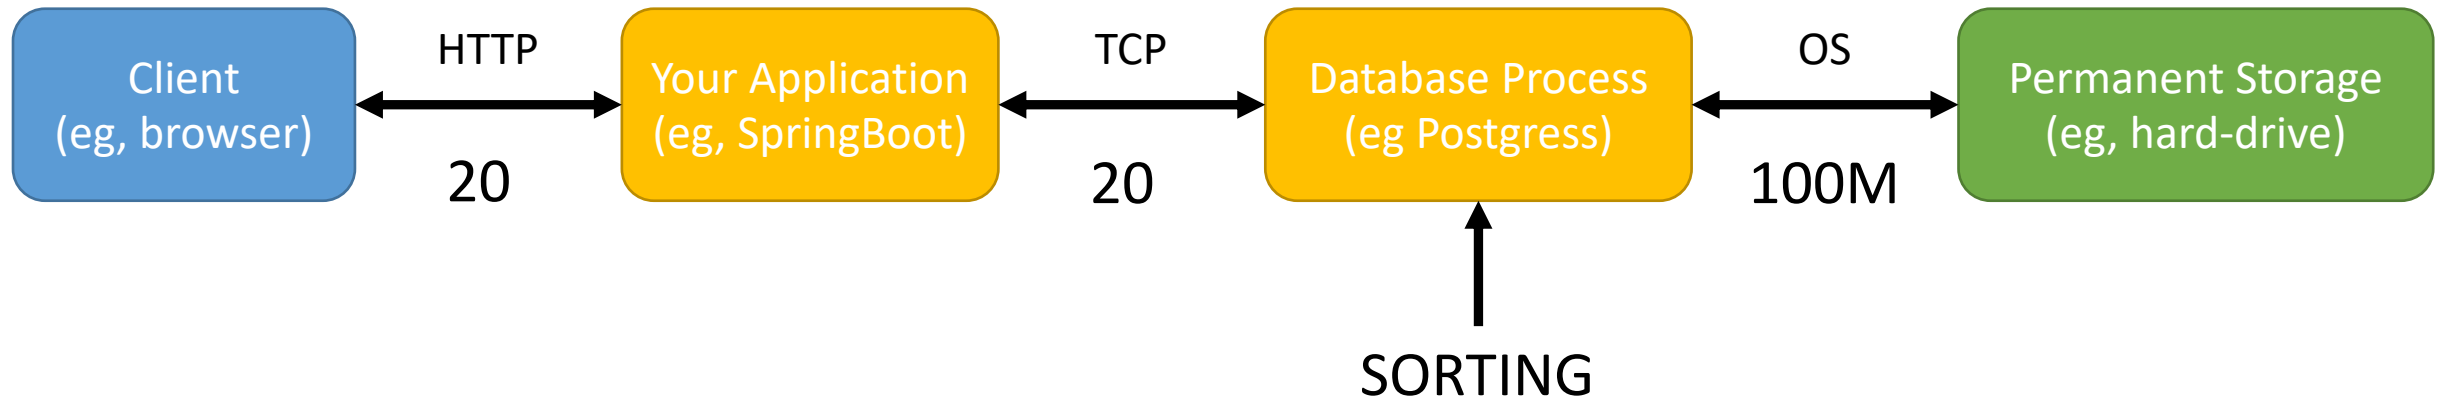 Client
(eg, browser)
HTTP
20
Your Application
(eg, SpringBoot)
TCP
20
Database Process
(eg Postgress)
OS
100M
Permanent Storage
(eg, hard-drive)
SORTING